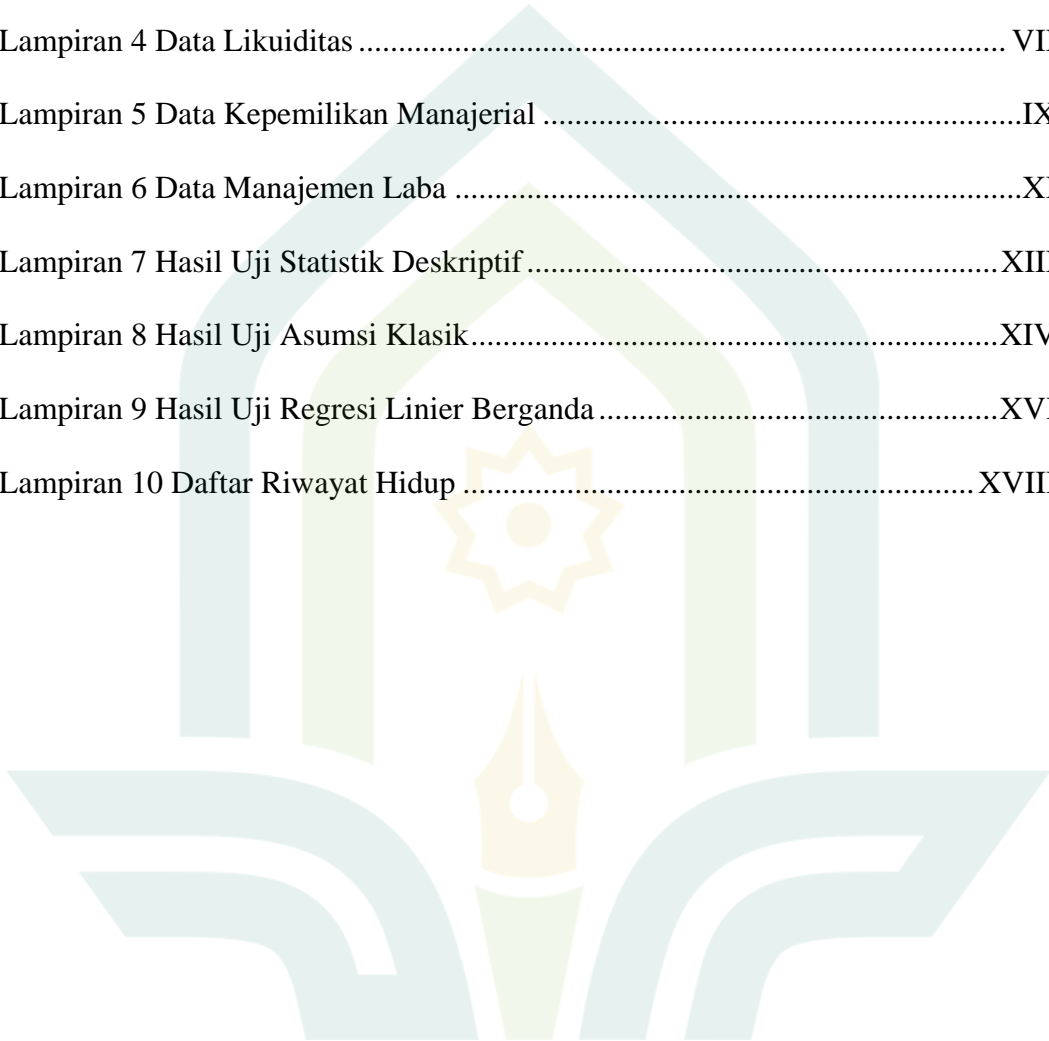 Lampiran 4 Data Likuiditas ................................................................................. VII
Lampiran 5 Data Kepemilikan Manajerial ............................................................IX
Lampiran 6 Data Manajemen Laba .......................................................................XI
Lampiran 7 Hasil Uji Statistik Deskriptif ...........................................................XIII
Lampiran 8 Hasil Uji Asumsi Klasik..................................................................XIV
Lampiran 9 Hasil Uji Regresi Linier Berganda ..................................................XVI
Lampiran 10 Daftar Riwayat Hidup ................................................................ XVIII